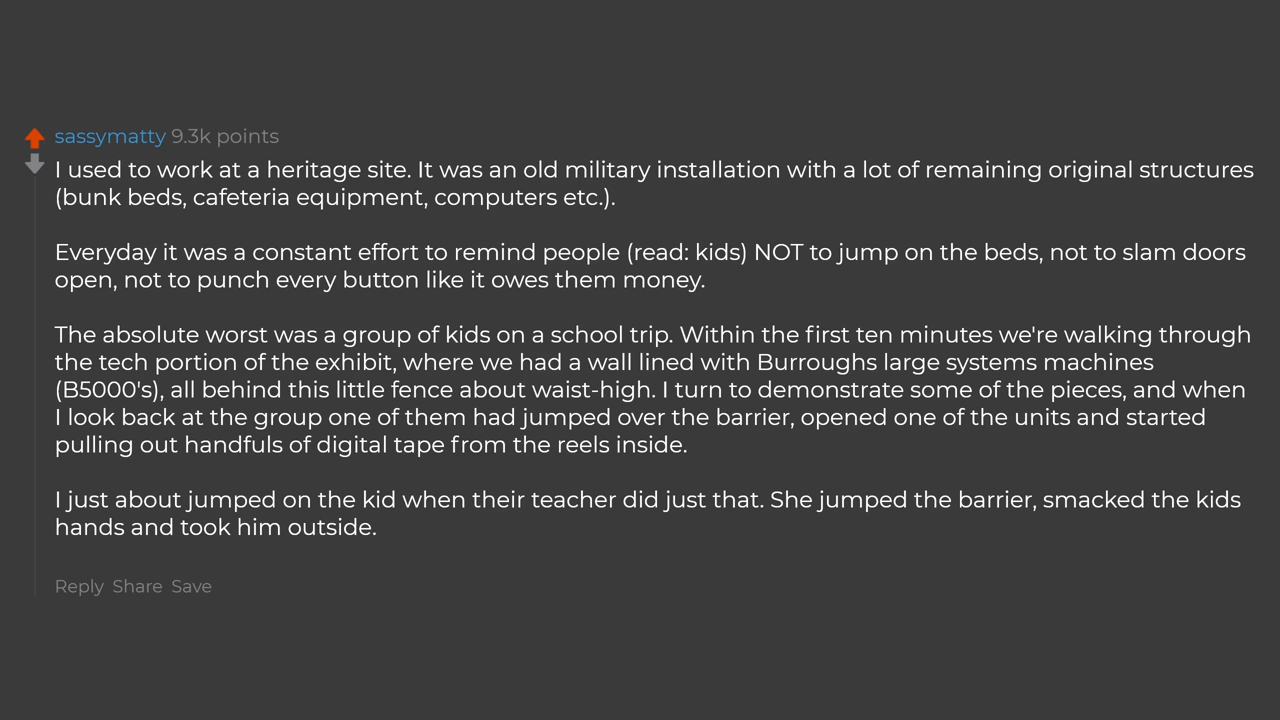 sassymatty 9.3k points
I used to work at a heritage site. It was an old military installation with a lot of remaining original structures
(bunk beds, cafeteria equipment, computers etc.).
Everyday it was a constant effort to remind people (read: kids) NOT to jump on the beds, not to slam doors
open, not to punch every button like it owes them money.
The absolute worst was a group of kids on a school trip. Within the first ten minutes we're walking through
the tech portion of the exhibit, where we had a wall lined with Burroughs large systems machines
(B5000's), all behind this little fence about waist-high. I turn to demonstrate some of the pieces, and when
I look back at the group one of them had jumped over the barrier, opened one of the units and started
pulling out handfuls of digital tape from the reels inside.
I just about jumped on the kid when their teacher did just that. She jumped the barrier, smacked the kids
hands and took him outside.
Reply Share Save